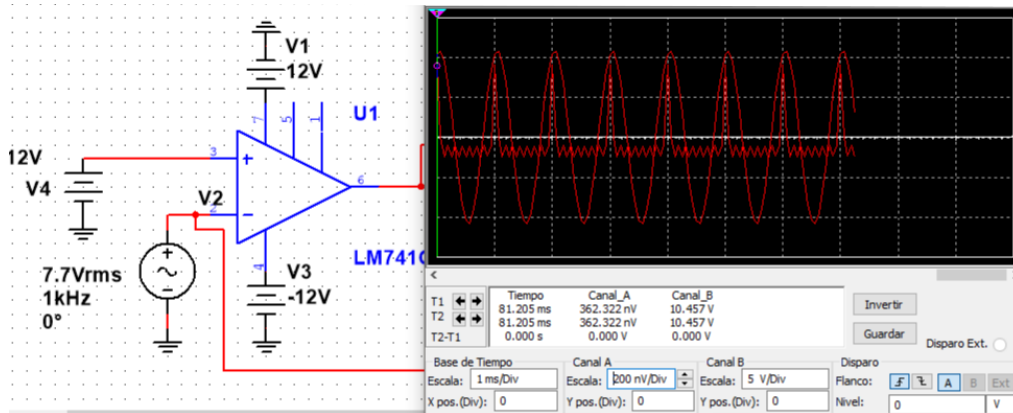 V1
12V
U1
7
5
1
12V
V4
3
+
V2
2
−
6
7.7Vrms
1kHz
0°
4
V3
-12V
LM741
<
T1
T2
T2-T1
Tiempo Canal_A Canal_B
81.205 ms 362.322 nV 10.457 V
81.205 ms 362.322 nV 10.457 V
0.000 s 0.000 V 0.000 V
Invertir
Guardar
Disparo Ext.
Base de Tiempo
Escala: 1 ms/Div
X pos.(Div): 0
Canal A
Escala: 200 nV/Div
Y pos.(Div): 0
Canal B
Escala: 5 V/Div
Y pos.(Div): 0
Disparo
Flanco: A B Ext
Nivel: 0 V